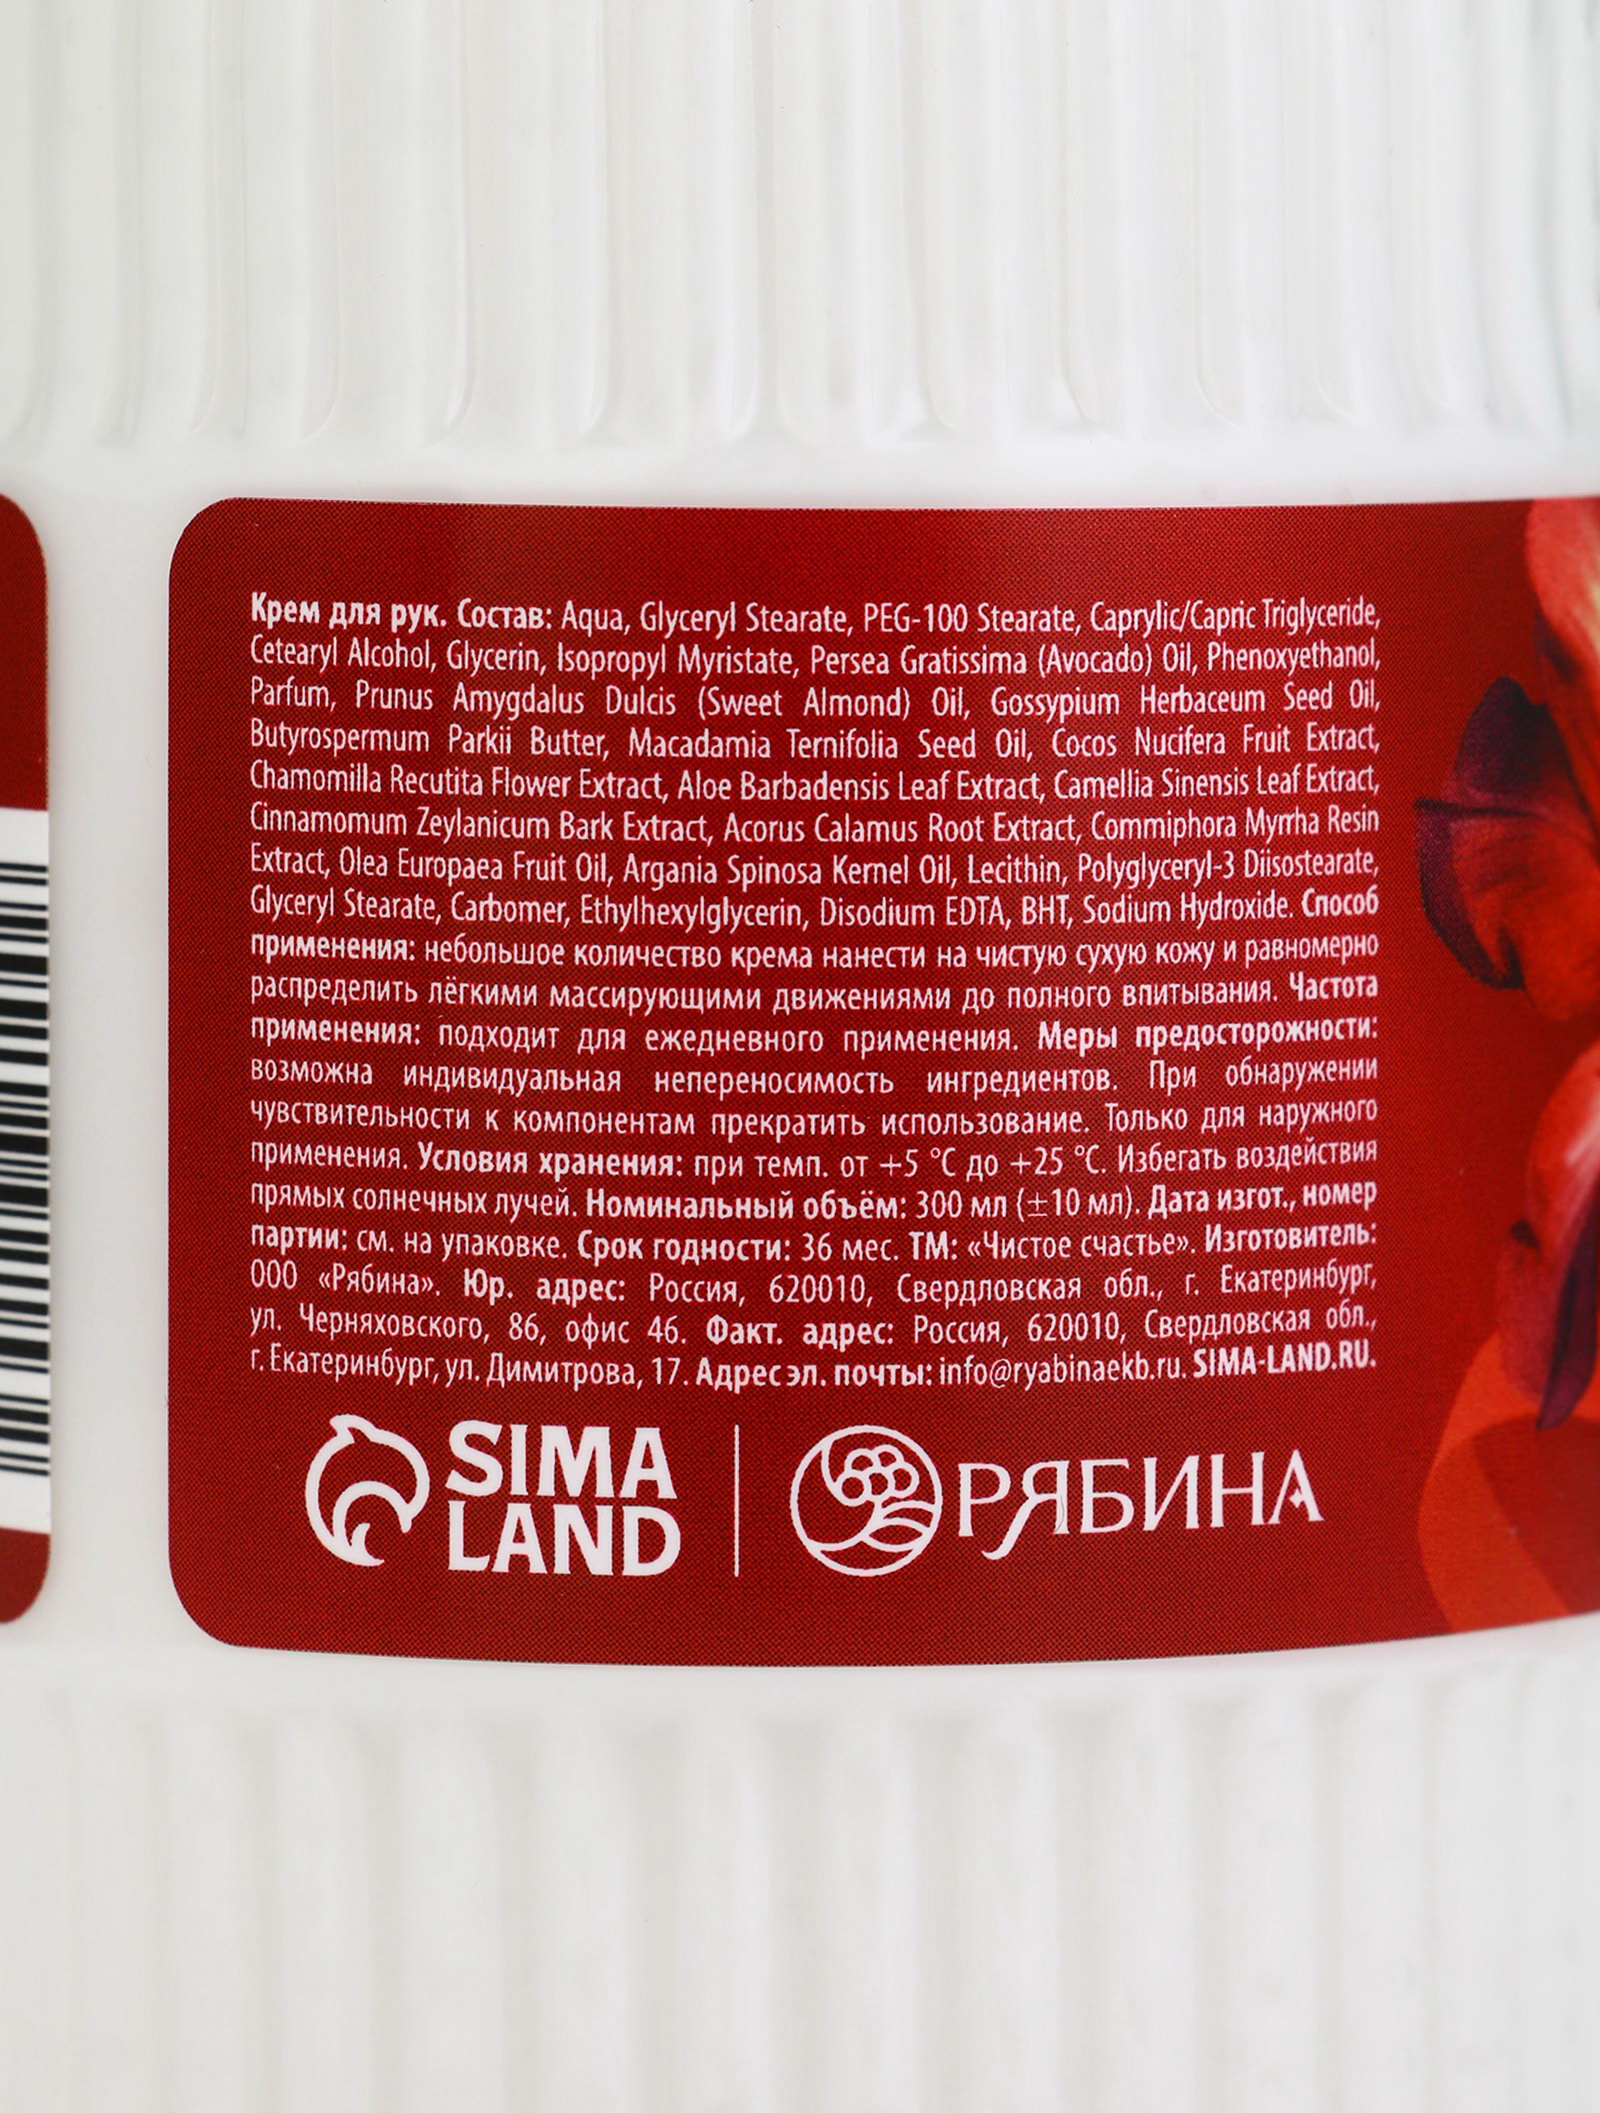 Крем для рук. Состав: Aqua, Glyceryl Stearate, PEG-100 Stearate, Caprylic/Capric Triglyceride,
Cetearyl Alcohol, Glycerin, Isopropyl Myristate, Persea Gratissima (Avocado) Oil, Phenoxyethanol,
Parfum, Prunus Amygdalus Dulcis (Sweet Almond) Oil, Gossypium Herbaceum Seed Oil,
Butyrospermum Parkii Butter, Macadamia Ternifolia Seed Oil, Cocos Nucifera Fruit Extract,
Chamomilla Recutita Flower Extract, Aloe Barbadensis Leaf Extract, Camellia Sinensis Leaf Extract,
Cinnamomum Zeylanicum Bark Extract, Acorus Calamus Root Extract, Commiphora Myrrha Resin
Extract, Olea Europaea Fruit Oil, Argania Spinosa Kernel Oil, Lecithin, Polyglyceryl-3 Diisostearate,
Glyceryl Stearate, Carbomer, Ethylhexylglycerin, Disodium EDTA, BHT, Sodium Hydroxide. Способ
применения: небольшое количество крема нанести на чистую сухую кожу и равномерно
распределить лёгкими массирующими движениями до полного впитывания. Частота
применения: подходит для ежедневного применения. Меры предосторожности:
возможна индивидуальная непереносимость ингредиентов. При обнаружении
чувствительности к компонентам прекратить использование. Только для наружного
применения. Условия хранения: при темп. от +5 °C до +25 °C. Избегать воздействия
прямых солнечных лучей. Номинальный объём: 300 мл (±10 мл). Дата изгот., номер
партии: см. на упаковке. Срок годности: 36 мес. ТМ: «Чистое счастье». Изготовитель:
ООО «Рябина». Юр. адрес: Россия, 620010, Свердловская обл., г. Екатеринбург,
ул. Черняховского, 86, офис 46. Факт. адрес: Россия, 620010, Свердловская обл.,
г. Екатеринбург, ул. Димитрова, 17. Адрес эл. почты: info@ryabinaekb.ru. SIMA-LAND.RU.
SIMA
LAND
РЯБИНА